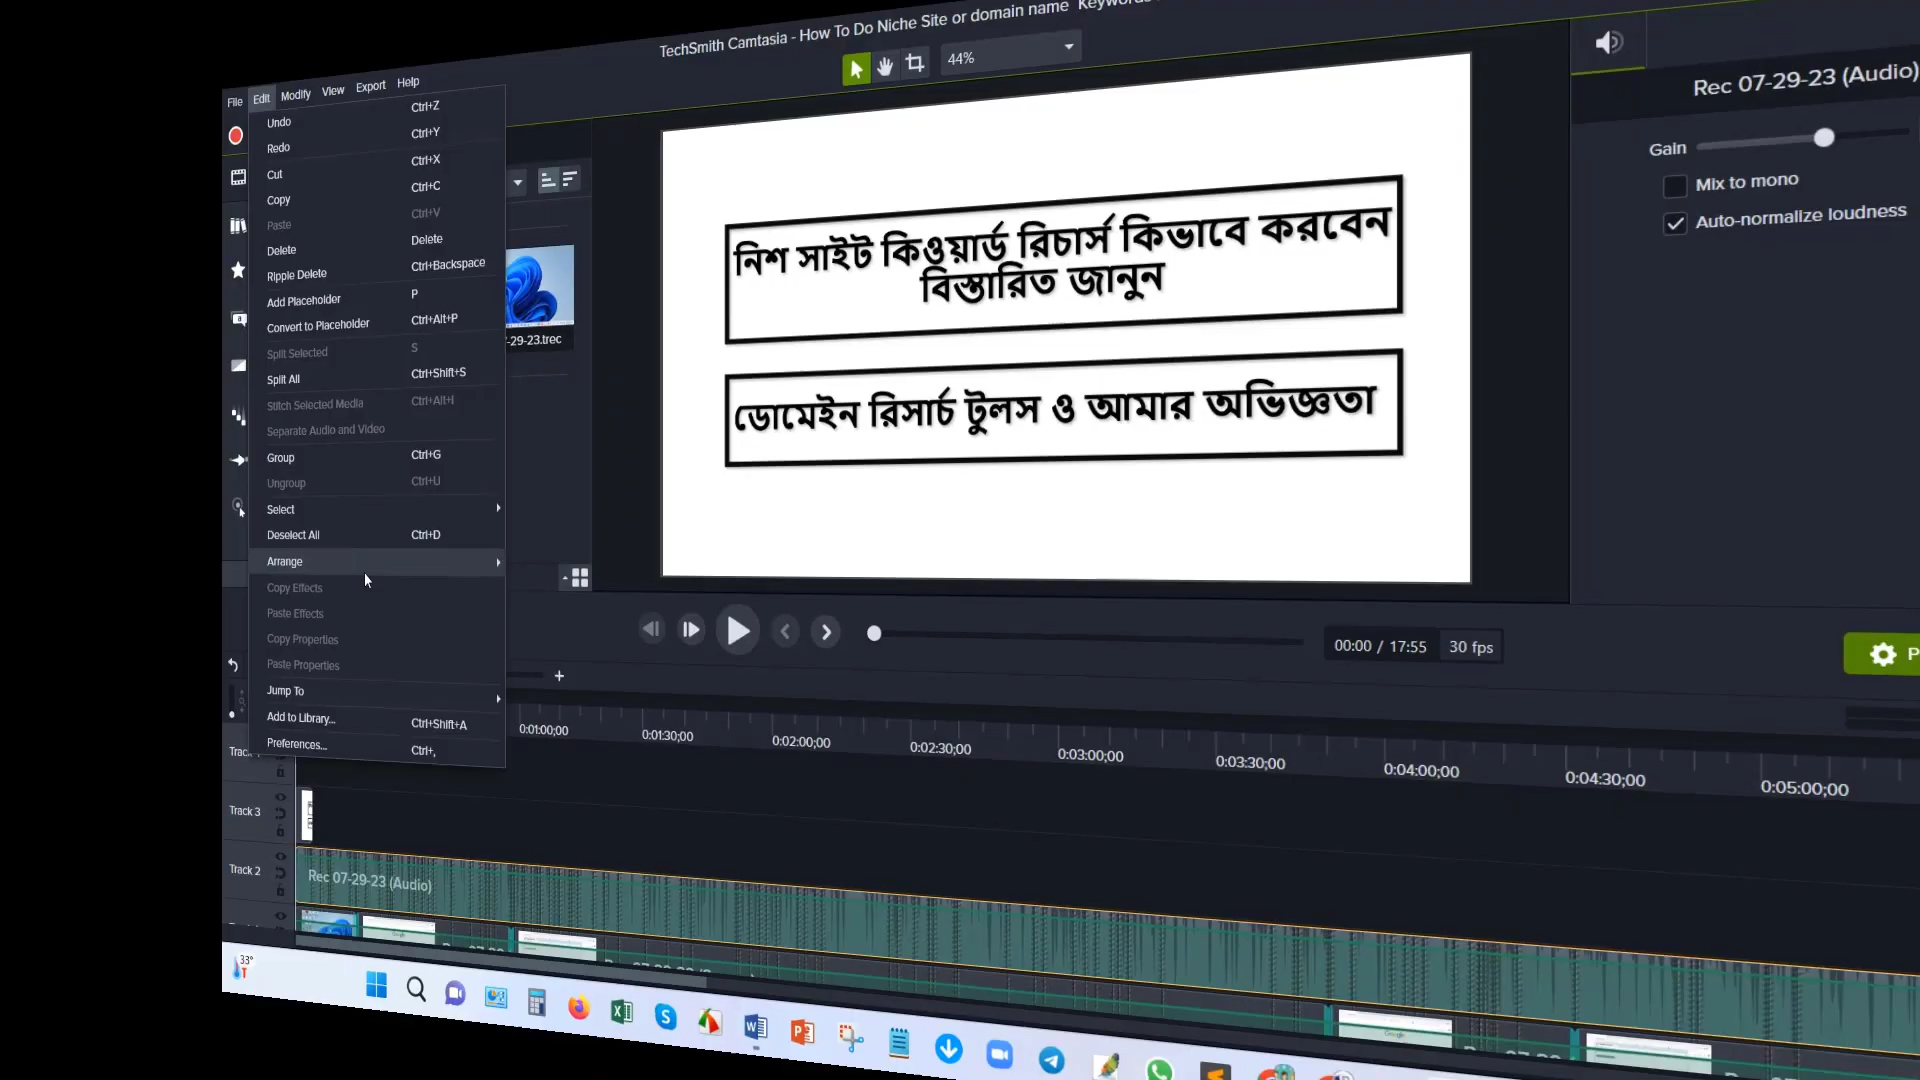 TechSmith Camtasia - How To Do Niche Site or domain name Keywords
File Edit Modify View Export Help
44%
Undo Ctrl+Z
Redo Ctrl+Y
Cut Ctrl+X
Copy Ctrl+C
Paste Ctrl+V
Delete Delete
Ripple Delete Ctrl+Backspace
Add Placeholder P
Convert to Placeholder Ctrl+Alt+P
Split Selected S
Split All Ctrl+Shift+S
Stitch Selected Media Ctrl+Alt+I
Separate Audio and Video
Group Ctrl+G
Ungroup Ctrl+U
Select
Deselect All Ctrl+D
Arrange
Copy Effects
Paste Effects
Copy Properties
Paste Properties
Jump To
Add to Library... Ctrl+Shift+A
Preferences... Ctrl+,
-29-23.trec
নিশ সাইট কিওয়ার্ড রিচার্স কিভাবে করবেন
বিস্তারিত জানুন
ডোমেইন রিসার্চ টুলস ও আমার অভিজ্ঞতা
Rec 07-29-23 (Audio)
Gain
Mix to mono
Auto-normalize loudness
00:00 / 17:55 30 fps
0:01:00;00 0:01:30;00 0:02:00;00 0:02:30;00 0:03:00;00 0:03:30;00 0:04:00;00 0:04:30;00 0:05:00;00
Track 3
Track 2
Rec 07-29-23 (Audio)
33°